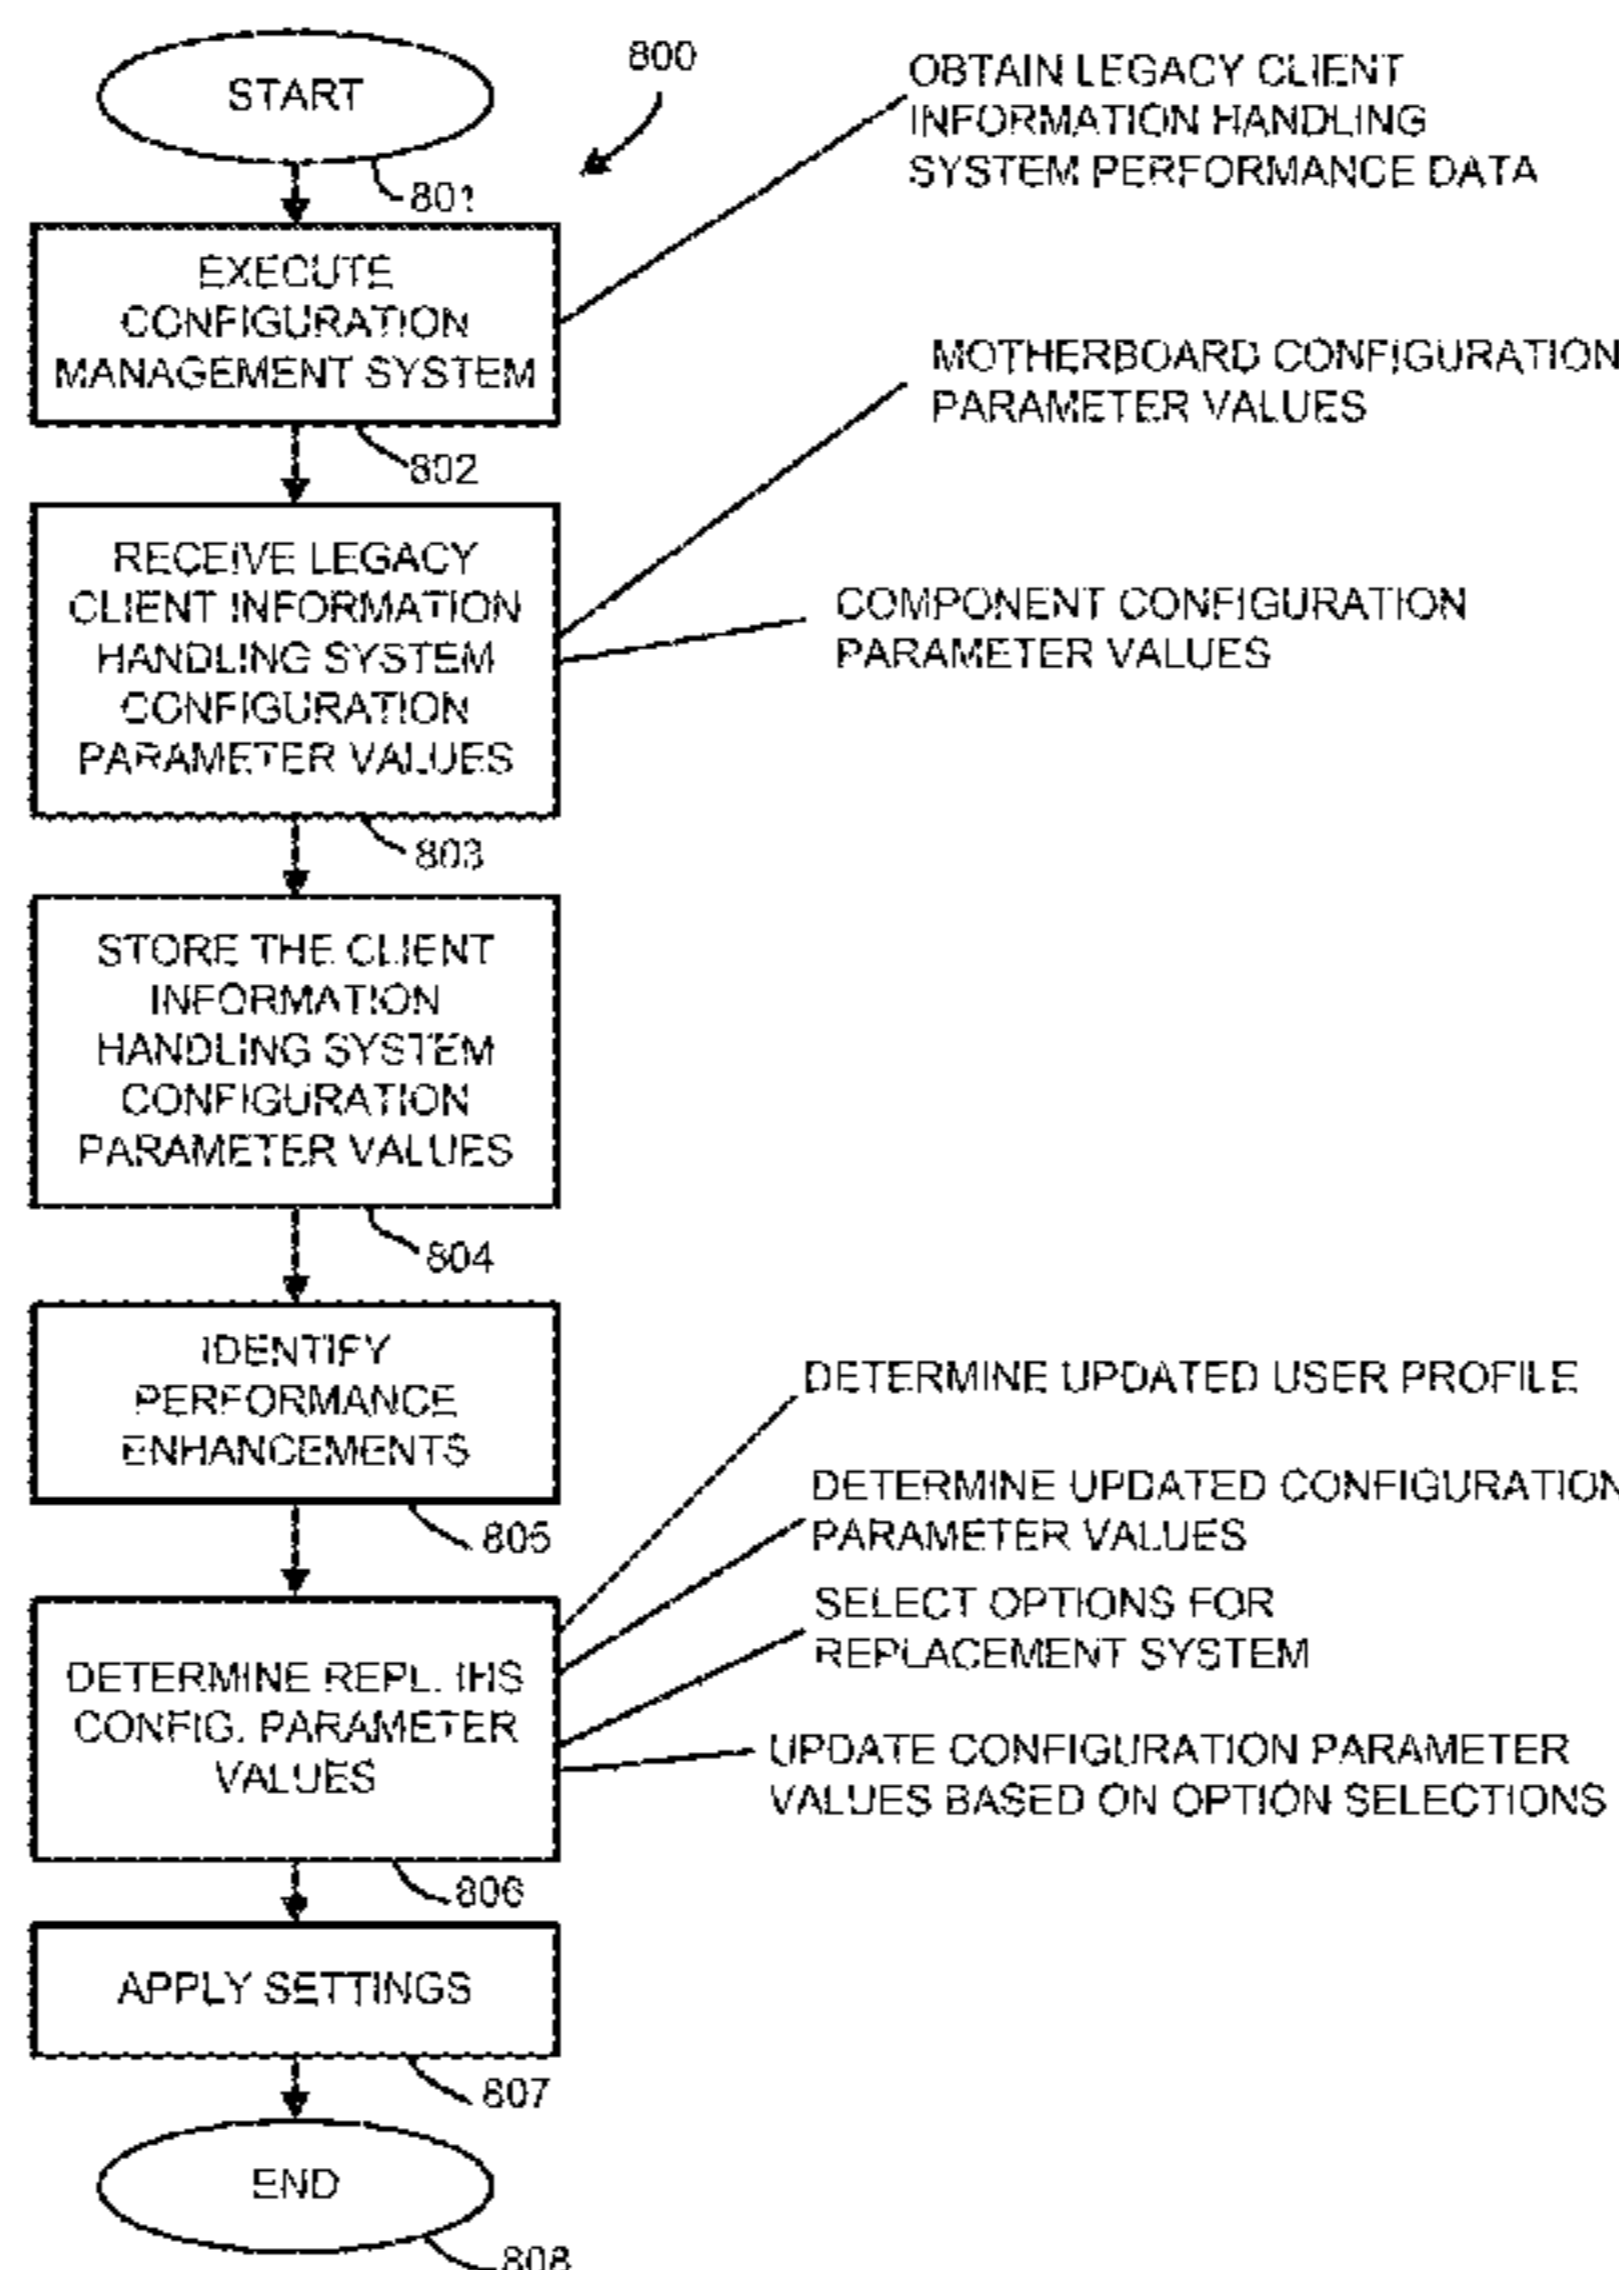 START
800
OBTAIN LEGACY CLIENT
INFORMATION HANDLING
SYSTEM PERFORMANCE DATA
801
EXECUTE
CONFIGURATION
MANAGEMENT SYSTEM
802
MOTHERBOARD CONFIGURATION
PARAMETER VALUES
RECEIVE LEGACY
CLIENT INFORMATION
HANDLING SYSTEM
CONFIGURATION
PARAMETER VALUES
COMPONENT CONFIGURATION
PARAMETER VALUES
803
STORE THE CLIENT
INFORMATION
HANDLING SYSTEM
CONFIGURATION
PARAMETER VALUES
804
IDENTIFY
PERFORMANCE
ENHANCEMENTS
805
DETERMINE UPDATED USER PROFILE
DETERMINE UPDATED CONFIGURATION
PARAMETER VALUES
SELECT OPTIONS FOR
REPLACEMENT SYSTEM
DETERMINE REPL. IHS
CONFIG. PARAMETER
VALUES
UPDATE CONFIGURATION PARAMETER
VALUES BASED ON OPTION SELECTIONS
806
APPLY SETTINGS
807
END
808